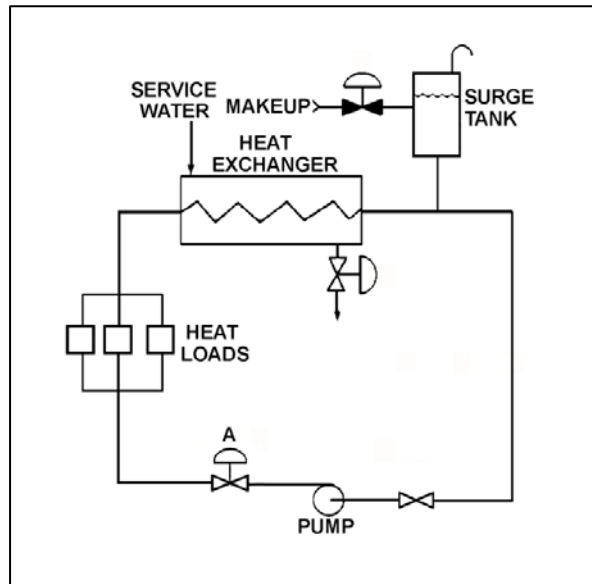 SERVICE
WATER
MAKEUP
SURGE
TANK
HEAT
EXCHANGER
HEAT
LOADS
A
PUMP